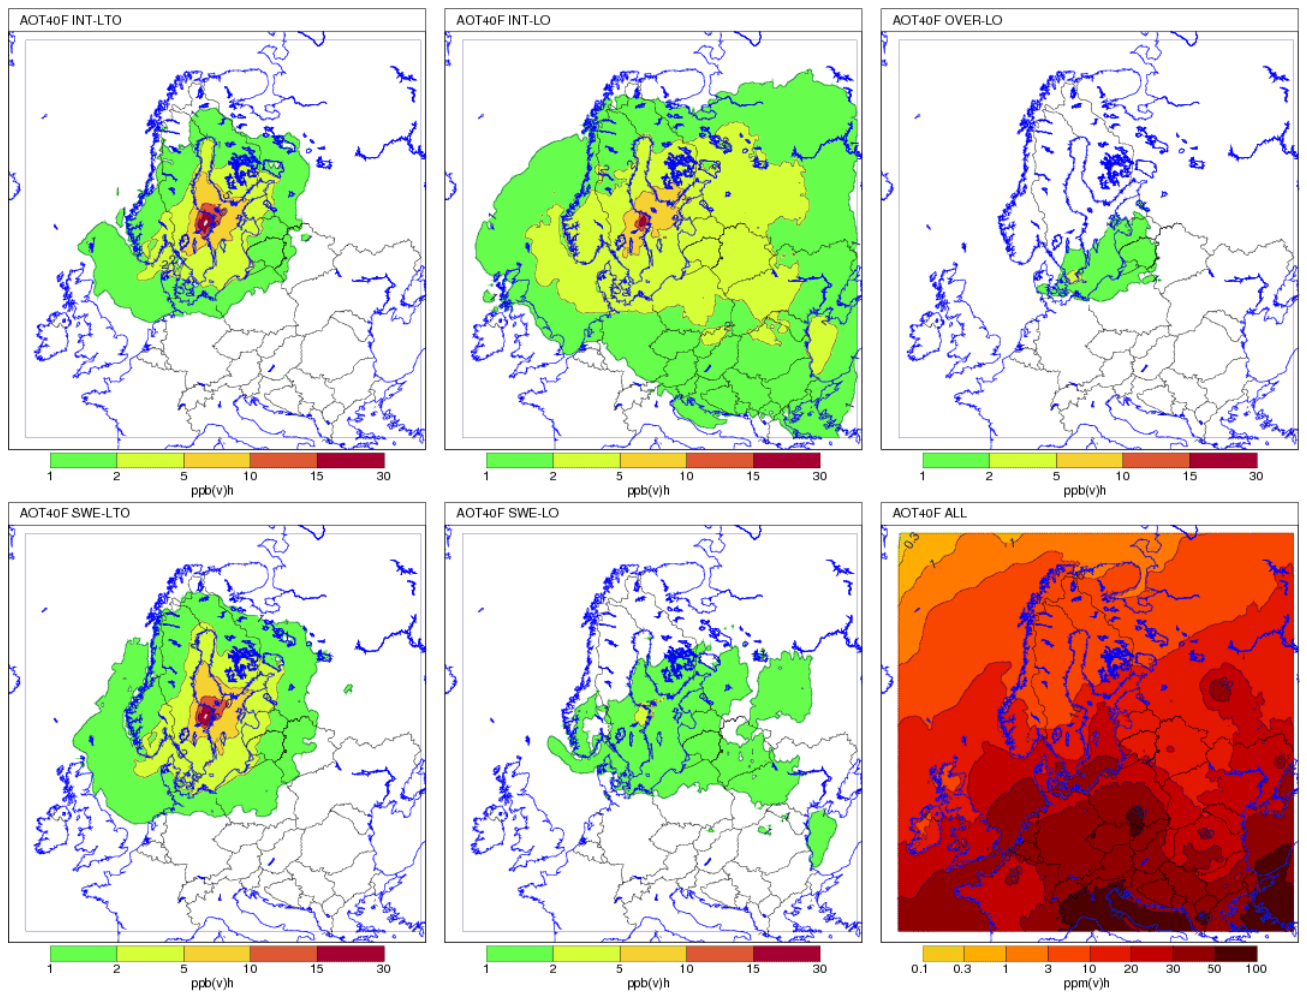 AOT40F INT-LTO
AOT40F INT-LO
AOT40F OVER-LO
1 2 5 10 15 30
ppb(v)h
1 2 5 10 15 30
ppb(v)h
1 2 5 10 15 30
ppb(v)h
AOT40F SWE-LTO
AOT40F SWE-LO
AOT40F ALL
0.3
1
1
1 2 5 10 15 30
ppb(v)h
1 2 5 10 15 30
ppb(v)h
0.1 0.3 1 3 10 20 30 50 100
ppm(v)h